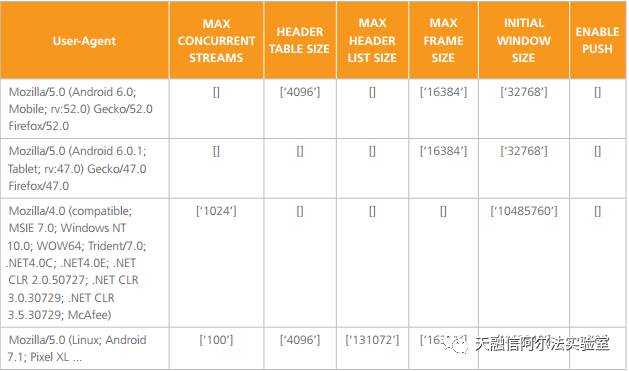 User-Agent
MAX
CONCURRENT
STREAMS
HEADER
TABLE SIZE
MAX
HEADER
LIST SIZE
MAX
FRAME
SIZE
INITIAL
WINDOW
SIZE
ENABLE
PUSH
Mozilla/5.0 (Android 6.0;
Mobile; rv:52.0) Gecko/52.0
Firefox/52.0
[]
['4096']
[]
['16384']
['32768']
[]
Mozilla/5.0 (Android 6.0.1;
Tablet; rv:47.0) Gecko/47.0
Firefox/47.0
[]
[]
[]
['16384']
['32768']
[]
Mozilla/4.0 (compatible;
MSIE 7.0; Windows NT
10.0; WOW64; Trident/7.0;
.NET4.0C; .NET4.0E; .NET
CLR 2.0.50727; .NET CLR
3.0.30729; .NET CLR
3.5.30729; McAfee)
['1024']
[]
[]
[]
['10485760']
[]
Mozilla/5.0 (Linux; Android
7.1; Pixel XL ...
['100']
['4096']
['131072']
天融信阿尔法实验室